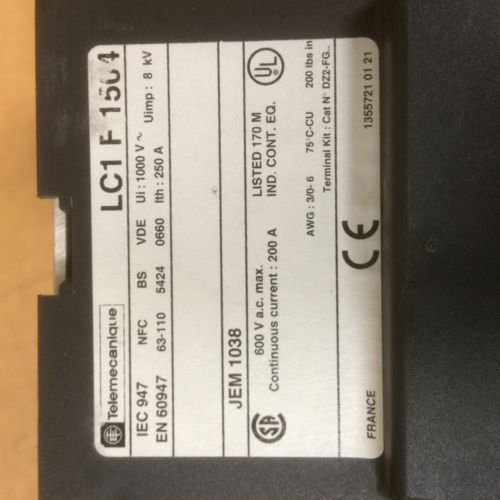 Telemecanique LC1 F 1504
IEC 947 NFC BS VDE Ui : 1000 V ~ Uimp : 8 kV
EN 60947 63-110 5424 0660 Ith : 250 A
JEM 1038
UL
600 V a.c. max. LISTED 170 M
Continuous current : 200 A IND. CONT. EQ.
SA
AWG : 3/0- 6 75°C-CU 200 lbs in
Terminal Kit : Cat N° DZ2-FG..
CE
FRANCE 1355721 01 21